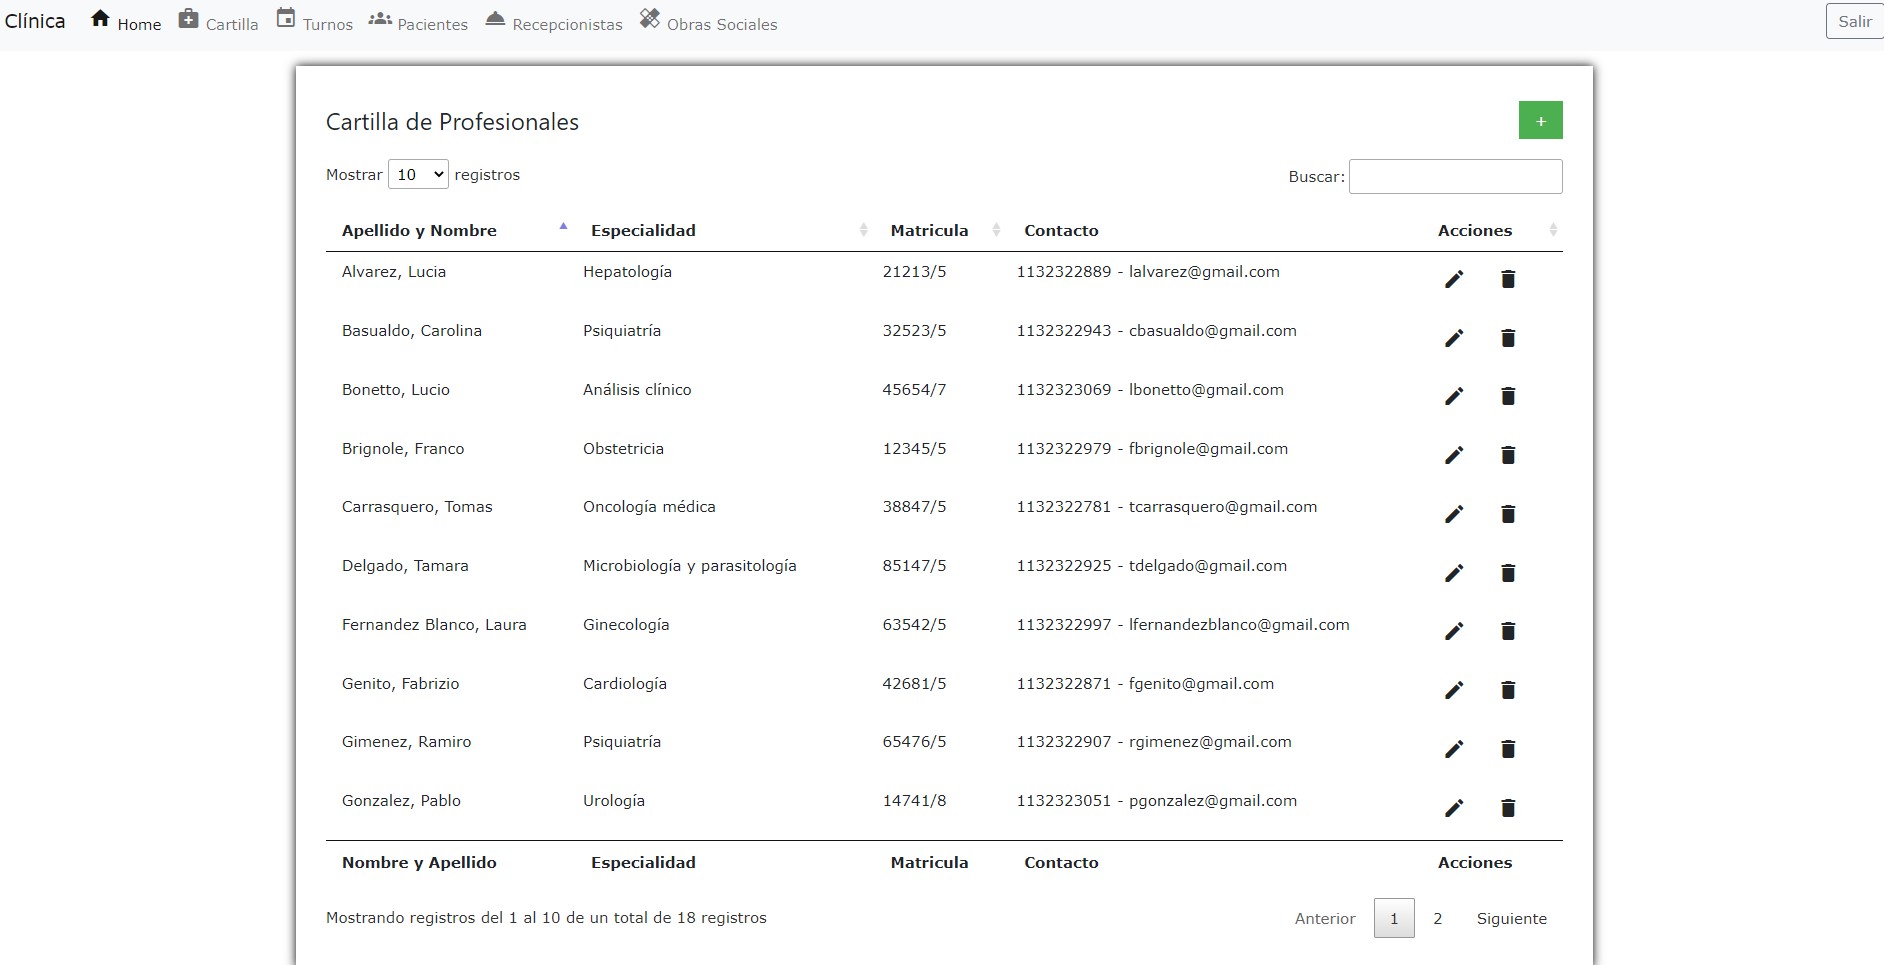 Clínica Home Cartilla Turnos Pacientes Recepcionistas Obras Sociales Salir
Cartilla de Profesionales +
Mostrar 10 registros Buscar:
Apellido y Nombre Especialidad Matricula Contacto Acciones
Alvarez, Lucia Hepatología 21213/5 1132322889 - lalvarez@gmail.com
Basualdo, Carolina Psiquiatría 32523/5 1132322943 - cbasualdo@gmail.com
Bonetto, Lucio Análisis clínico 45654/7 1132323069 - lbonetto@gmail.com
Brignole, Franco Obstetricia 12345/5 1132322979 - fbrignole@gmail.com
Carrasquero, Tomas Oncología médica 38847/5 1132322781 - tcarrasquero@gmail.com
Delgado, Tamara Microbiología y parasitología 85147/5 1132322925 - tdelgado@gmail.com
Fernandez Blanco, Laura Ginecología 63542/5 1132322997 - lfernandezblanco@gmail.com
Genito, Fabrizio Cardiología 42681/5 1132322871 - fgenito@gmail.com
Gimenez, Ramiro Psiquiatría 65476/5 1132322907 - rgimenez@gmail.com
Gonzalez, Pablo Urología 14741/8 1132323051 - pgonzalez@gmail.com
Nombre y Apellido Especialidad Matricula Contacto Acciones
Mostrando registros del 1 al 10 de un total de 18 registros Anterior 1 2 Siguiente